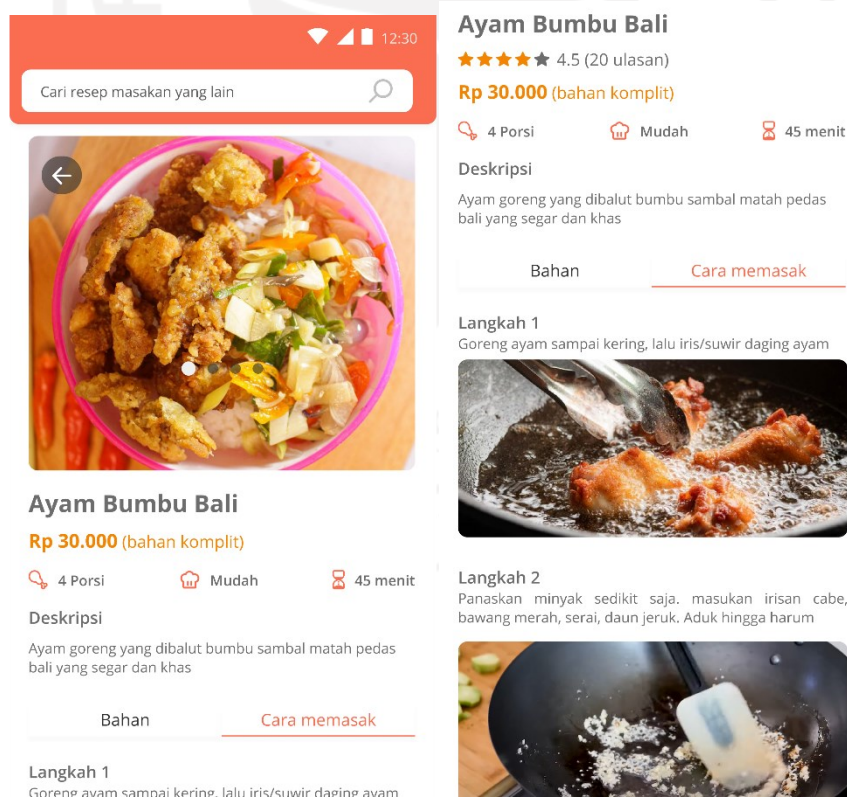 12:30
Cari resep masakan yang lain
Ayam Bumbu Bali
Rp 30.000 (bahan komplit)
4 Porsi
Mudah
45 menit
Deskripsi
Ayam goreng yang dibalut bumbu sambal matah pedas
bali yang segar dan khas
Bahan
Cara memasak
Langkah 1
Goreng ayam sampai kering, lalu iris/suwir daging ayam
Ayam Bumbu Bali
4.5 (20 ulasan)
Rp 30.000 (bahan komplit)
4 Porsi
Mudah
45 menit
Deskripsi
Ayam goreng yang dibalut bumbu sambal matah pedas
bali yang segar dan khas
Bahan
Cara memasak
Langkah 1
Goreng ayam sampai kering, lalu iris/suwir daging ayam
Langkah 2
Panaskan minyak sedikit saja. masukan irisan cabe,
bawang merah, serai, daun jeruk. Aduk hingga harum